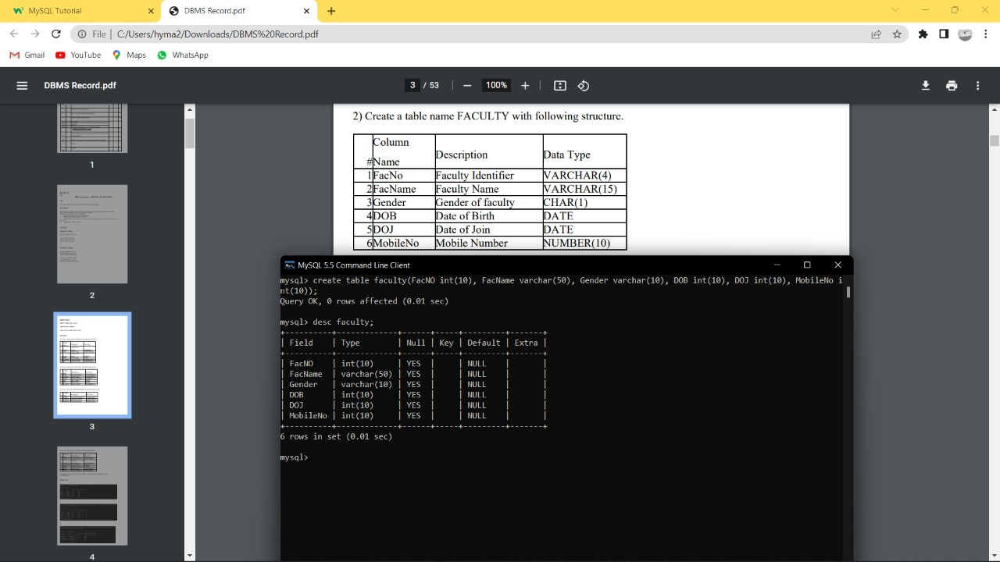 MySQL Tutorial
DBMS Record.pdf
File | C:/Users/hyma2/Downloads/DBMS%20Record.pdf
Gmail YouTube Maps WhatsApp
DBMS Record.pdf 3 / 53 100%
1
2
3
4
2) Create a table name FACULTY with following structure.
# Column Name Description Data Type
1 FacNo Faculty Identifier VARCHAR(4)
2 FacName Faculty Name VARCHAR(15)
3 Gender Gender of faculty CHAR(1)
4 DOB Date of Birth DATE
5 DOJ Date of Join DATE
6 MobileNo Mobile Number NUMBER(10)
MySQL 5.5 Command Line Client
mysql> create table faculty(FacNO int(10), FacName varchar(50), Gender varchar(10), DOB int(10), DOJ int(10), MobileNo i
nt(10));
Query OK, 0 rows affected (0.01 sec)
mysql> desc faculty;
+----------+-------------+------+-----+---------+-------+
| Field | Type | Null | Key | Default | Extra |
+----------+-------------+------+-----+---------+-------+
| FacNO | int(10) | YES | | NULL | |
| FacName | varchar(50) | YES | | NULL | |
| Gender | varchar(10) | YES | | NULL | |
| DOB | int(10) | YES | | NULL | |
| DOJ | int(10) | YES | | NULL | |
| MobileNo | int(10) | YES | | NULL | |
+----------+-------------+------+-----+---------+-------+
6 rows in set (0.01 sec)
mysql>